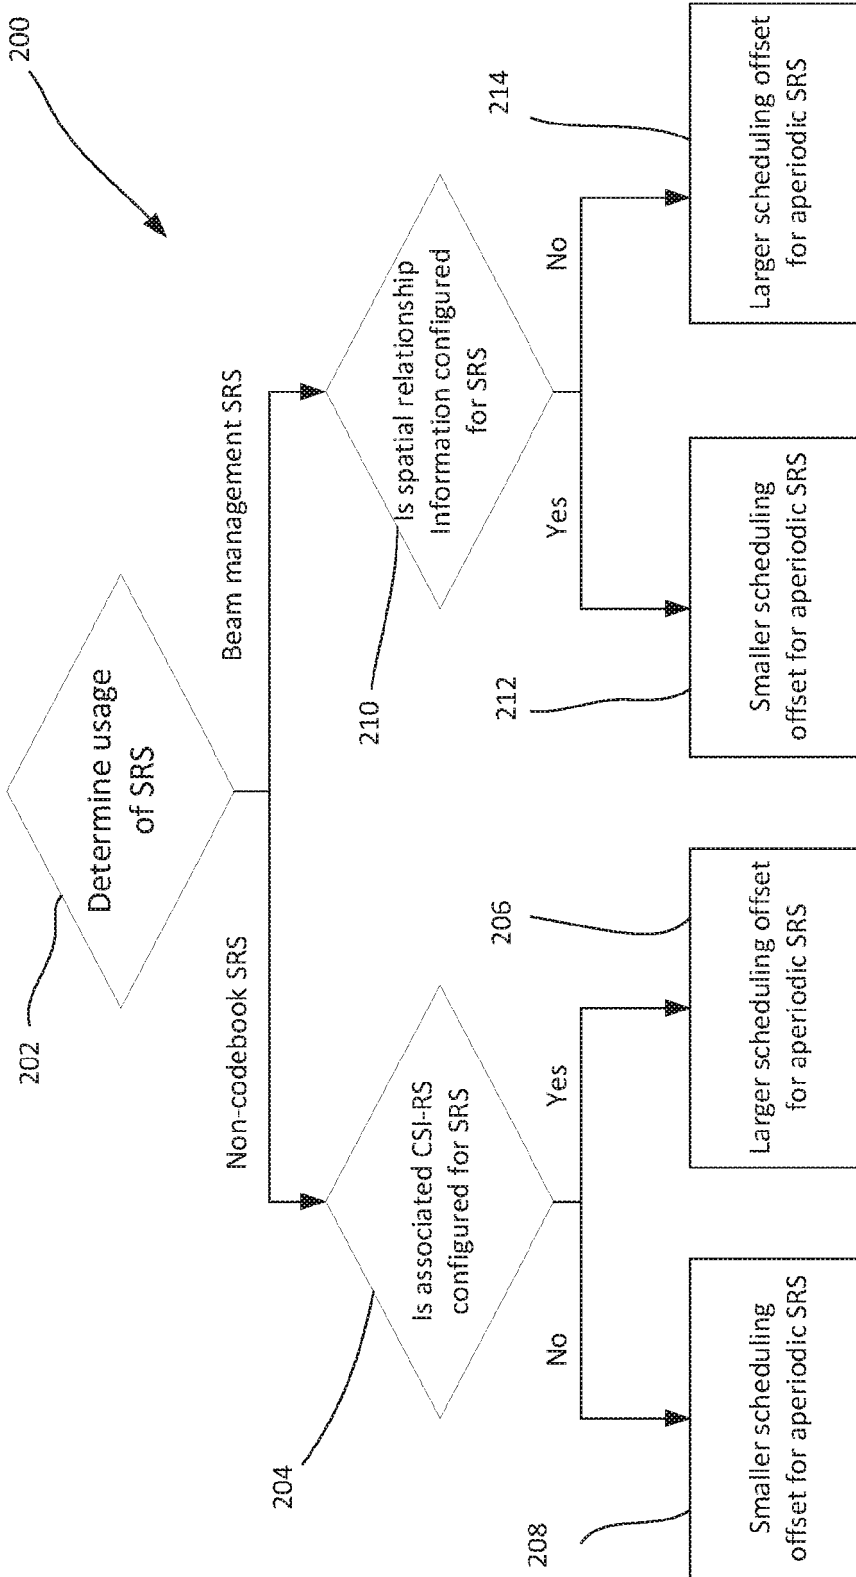 200
202
Determine usage
of SRS
Non-codebook SRS
Beam management SRS
204
Is associated CSI-RS
configured for SRS
210
Is spatial relationship
Information configured
for SRS
No
Yes
Yes
No
208
Smaller scheduling
offset for aperiodic SRS
206
Larger scheduling offset
for aperiodic SRS
212
Smaller scheduling
offset for aperiodic SRS
214
Larger scheduling offset
for aperiodic SRS